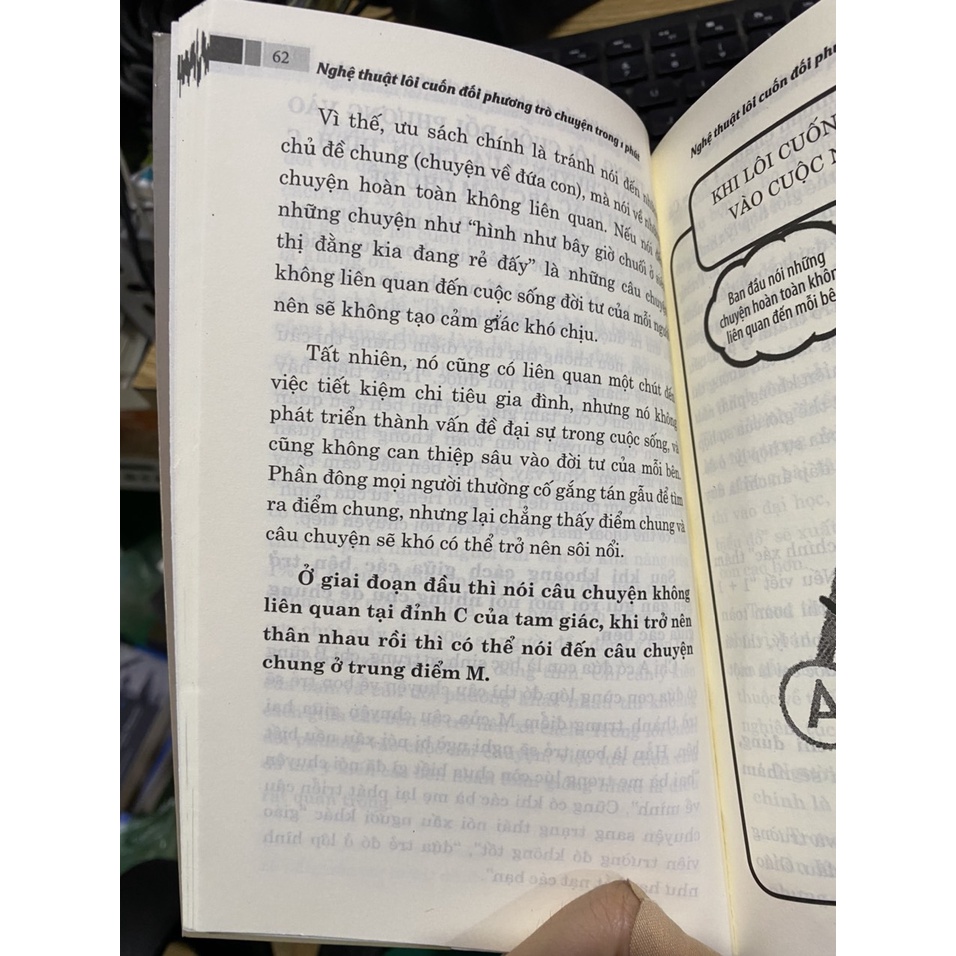 62
Nghệ thuật lôi cuốn đối phương trò chuyện trong 1 phút
Vì thế, ưu sách chính là tránh nói đến
chủ đề chung (chuyện về đứa con), mà nói về
chuyện hoàn toàn không liên quan. Nếu nói
những chuyện như “hình như bây giờ chuối ở
thị đằng kia đang rẻ đấy” là những câu chuyện
không liên quan đến cuộc sống đời tư của mỗi người
nên sẽ không tạo cảm giác khó chịu.
Tất nhiên, nó cũng có liên quan một chút đến
việc tiết kiệm chi tiêu gia đình, nhưng nó không
phát triển thành vấn đề đại sự trong cuộc sống, và
cũng không can thiệp sâu vào đời tư của mỗi bên.
Phần đông mọi người thường cố gắng tán gẫu để tìm
ra điểm chung, nhưng lại chẳng thấy điểm chung và
câu chuyện sẽ khó có thể trở nên sôi nổi.
Ở giai đoạn đầu thì nói câu chuyện không
liên quan tại đỉnh C của tam giác, khi trở nên
thân nhau rồi thì có thể nói đến câu chuyện
chung ở trung điểm M.
Nghệ thuật lôi cuốn đối
KHI LÔI CUỐN
VÀO CUỘC
Ban đầu nói những
chuyện hoàn toàn không
liên quan đến mỗi bên
A